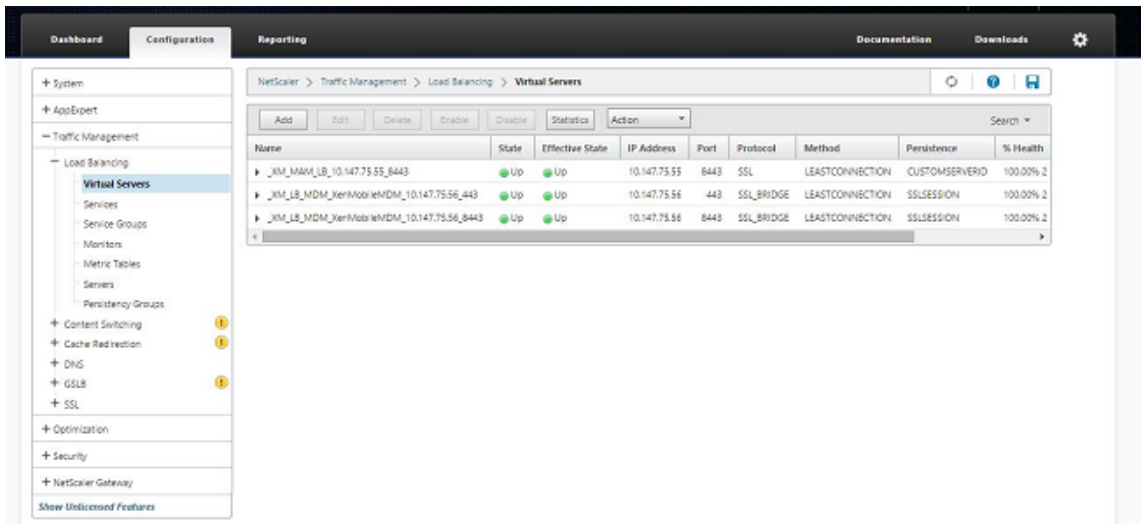 Dashboard Configuration Reporting Documentation Downloads
+ System
+ AppExpert
− Traffic Management
− Load Balancing
Virtual Servers
Services
Service Groups
Monitors
Metric Tables
Servers
Persistency Groups
+ Content Switching
+ Cache Redirection
+ DNS
+ GSLB
+ SSL
+ Optimization
+ Security
+ NetScaler Gateway
Show Unlicensed Features
NetScaler > Traffic Management > Load Balancing > Virtual Servers
Add Edit Delete Enable Disable Statistics Action Search
Name State Effective State IP Address Port Protocol Method Persistence % Health
_XM_MAM_LB_10.147.75.55_8443 Up Up 10.147.75.55 8443 SSL LEASTCONNECTION CUSTOMSERVERID 100.00% 2
_XM_LB_MDM_XenMobileMDM_10.147.75.56_443 Up Up 10.147.75.56 443 SSL_BRIDGE LEASTCONNECTION SSLSESSION 100.00% 2
_XM_LB_MDM_XenMobileMDM_10.147.75.56_8443 Up Up 10.147.75.56 8443 SSL_BRIDGE LEASTCONNECTION SSLSESSION 100.00% 2